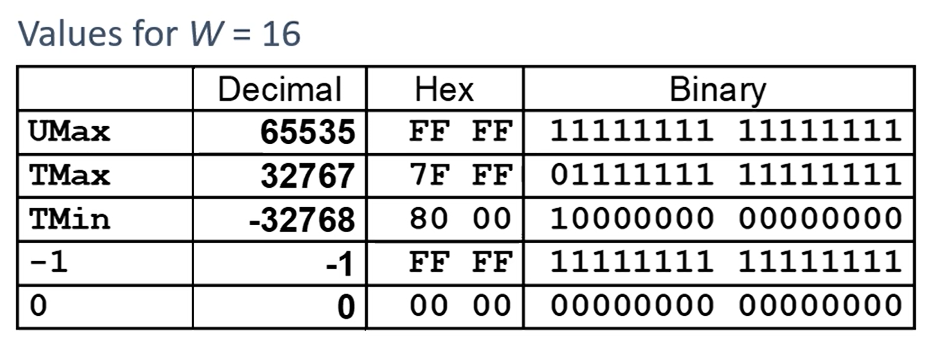 Values for W = 16
Decimal Hex Binary
UMax 65535 FF FF 11111111 11111111
TMax 32767 7F FF 01111111 11111111
TMin -32768 80 00 10000000 00000000
-1 -1 FF FF 11111111 11111111
0 0 00 00 00000000 00000000